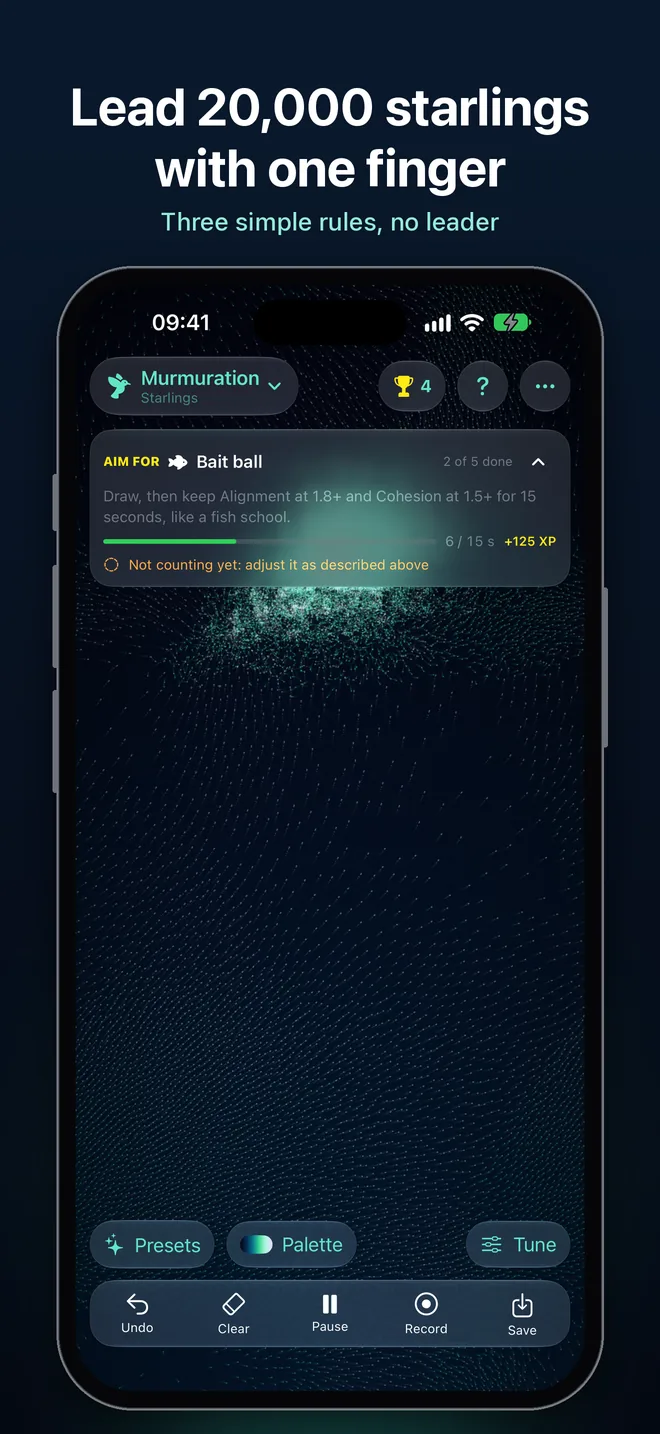 Lead 20,000 starlings
with one finger
Three simple rules, no leader
09:41
Murmuration
Starlings
4
?
AIM FOR Bait ball
2 of 5 done
Draw, then keep Alignment at 1.8+ and Cohesion at 1.5+ for 15
seconds, like a fish school.
6 / 15 s +125 XP
Not counting yet: adjust it as described above
Presets
Palette
Tune
Undo
Clear
Pause
Record
Save